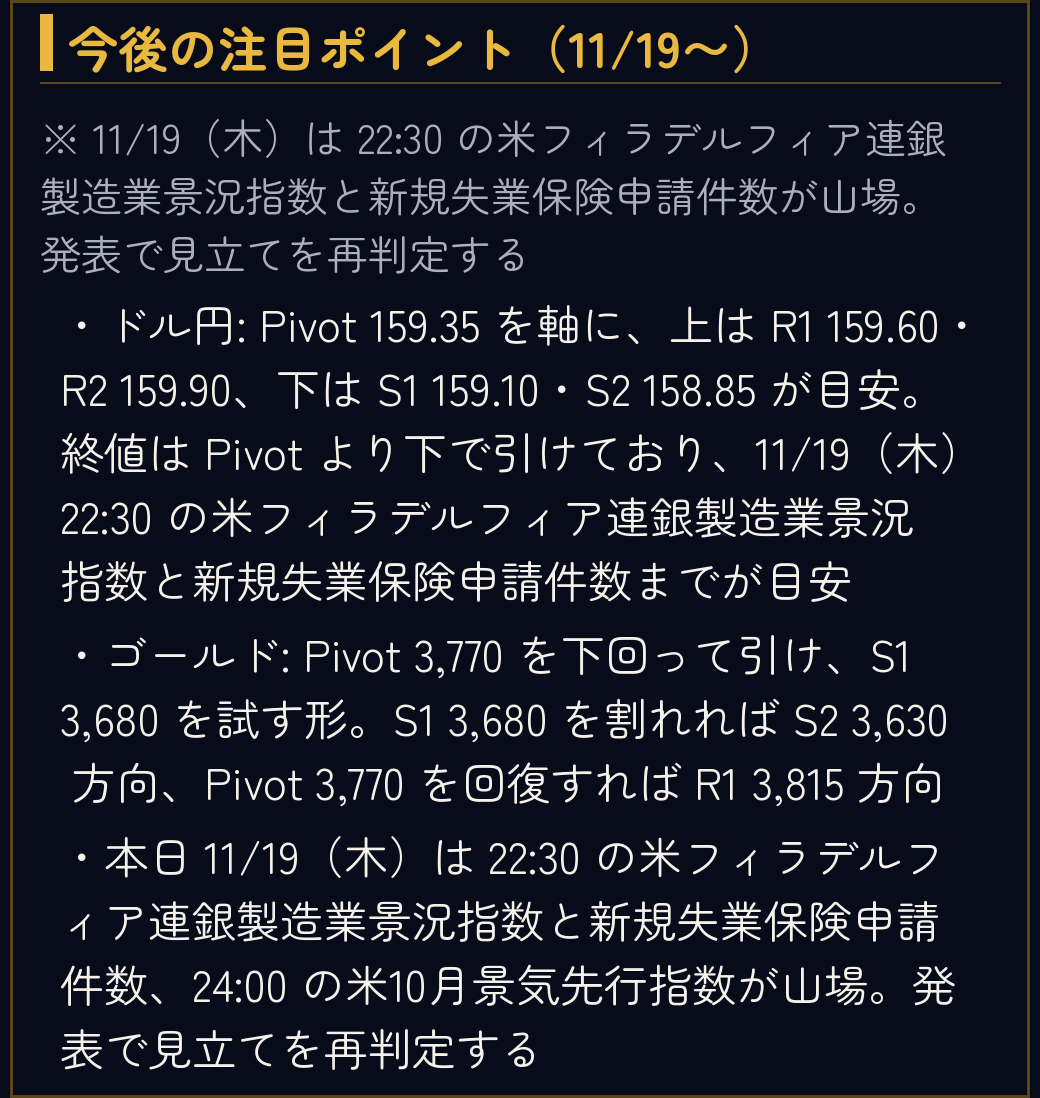 今後の注目ポイント（11/19〜）
※ 11/19（木）は 22:30 の米フィラデルフィア連銀
製造業景況指数と新規失業保険申請件数が山場。
発表で見立てを再判定する
・ドル円: Pivot 159.35 を軸に、上は R1 159.60・
R2 159.90、下は S1 159.10・S2 158.85 が目安。
終値は Pivot より下で引けており、11/19（木）
22:30 の米フィラデルフィア連銀製造業景況
指数と新規失業保険申請件数までが目安
・ゴールド: Pivot 3,770 を下回って引け、S1
3,680 を試す形。S1 3,680 を割れれば S2 3,630
方向、Pivot 3,770 を回復すれば R1 3,815 方向
・本日 11/19（木）は 22:30 の米フィラデルフ
ィア連銀製造業景況指数と新規失業保険申請
件数、24:00 の米10月景気先行指数が山場。発
表で見立てを再判定する